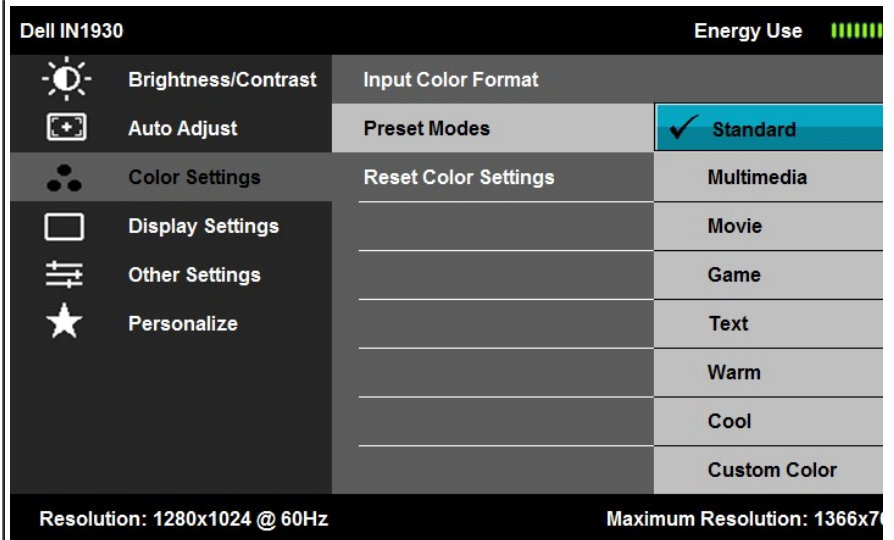 Dell IN1930 Energy Use
Brightness/Contrast Input Color Format
Auto Adjust Preset Modes Standard
Color Settings Reset Color Settings Multimedia
Display Settings Movie
Other Settings Game
Personalize Text
Warm
Cool
Custom Color
Resolution: 1280x1024 @ 60Hz Maximum Resolution: